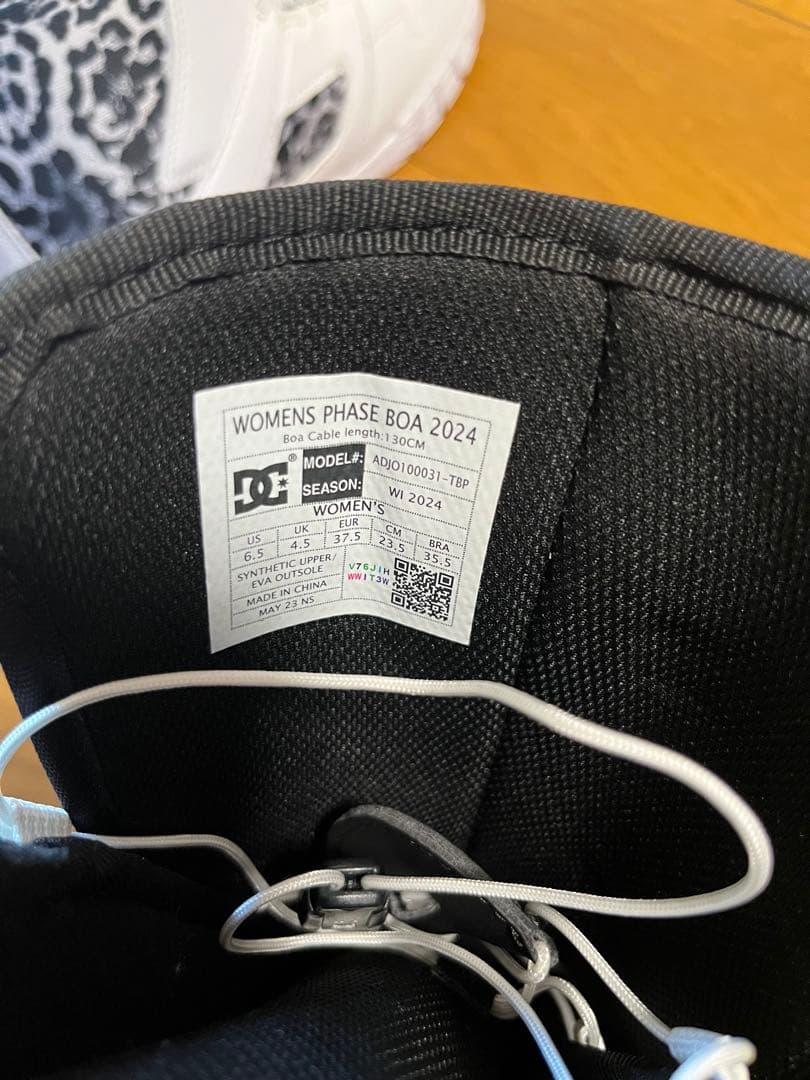 WOMENS PHASE BOA 2024
Boa Cable length:130CM
DC ®
MODEL#: ADJO100031-TBP
SEASON: WI 2024
WOMEN'S
US UK EUR CM BRA
6.5 4.5 37.5 23.5 35.5
SYNTHETIC UPPER/
EVA OUTSOLE
MADE IN CHINA
MAY 23 NS
V76JIH
WWIT3W